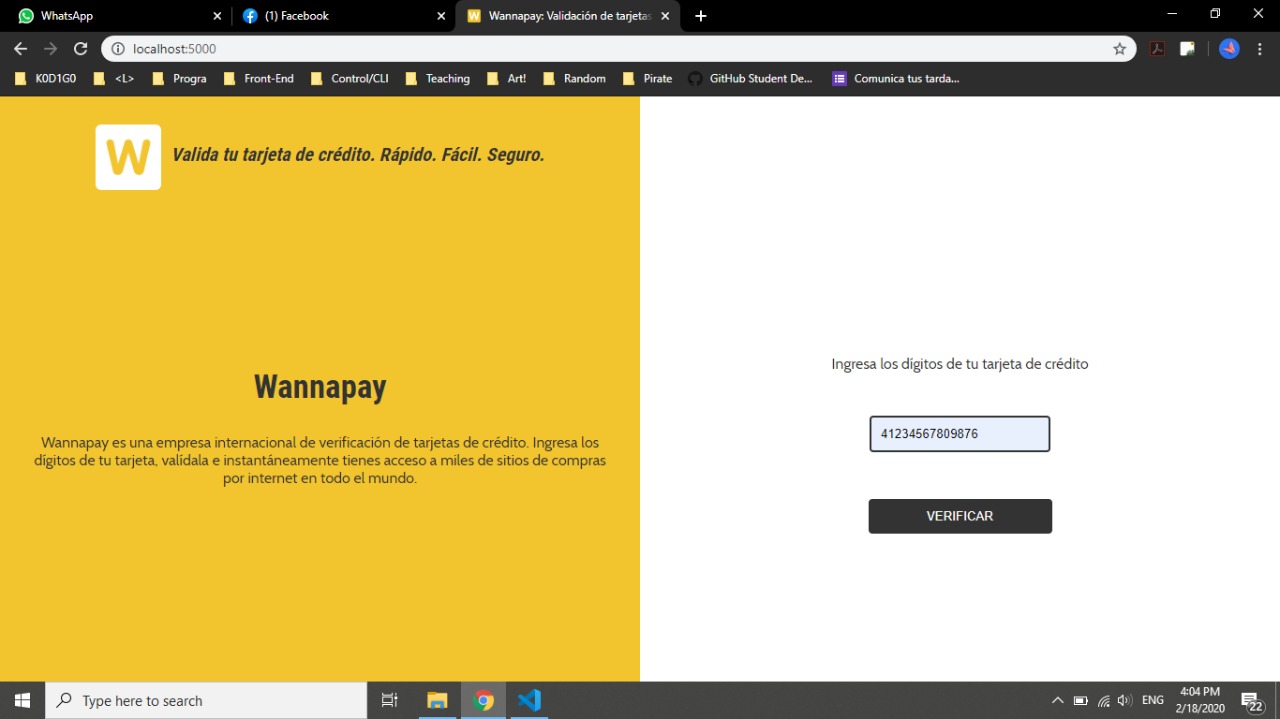 WhatsApp
(1) Facebook
Wannapay: Validación de tarjetas
localhost:5000
K0D1G0
<L>
Progra
Front-End
Control/CLI
Teaching
Art!
Random
Pirate
GitHub Student De...
Comunica tus tarda...
W
Valida tu tarjeta de crédito. Rápido. Fácil. Seguro.
Wannapay
Wannapay es una empresa internacional de verificación de tarjetas de crédito. Ingresa los
dígitos de tu tarjeta, valídala e instantáneamente tienes acceso a miles de sitios de compras
por internet en todo el mundo.
Ingresa los dígitos de tu tarjeta de crédito
41234567809876
VERIFICAR
Type here to search
ENG
4:04 PM
2/18/2020
22